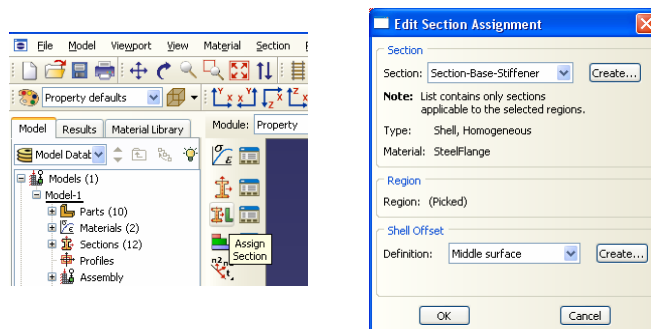 File Model Viewport View Material Section
Property defaults
Model Results Material Library Module: Property
Model Datab
Models (1)
Model-1
Parts (10)
Materials (2)
Sections (12)
Profiles
Assembly
Assign
Section
Edit Section Assignment
Section
Section: Section-Base-Stiffener Create...
Note: List contains only sections
applicable to the selected regions.
Type: Shell, Homogeneous
Material: SteelFlange
Region
Region: (Picked)
Shell Offset
Definition: Middle surface Create...
OK Cancel